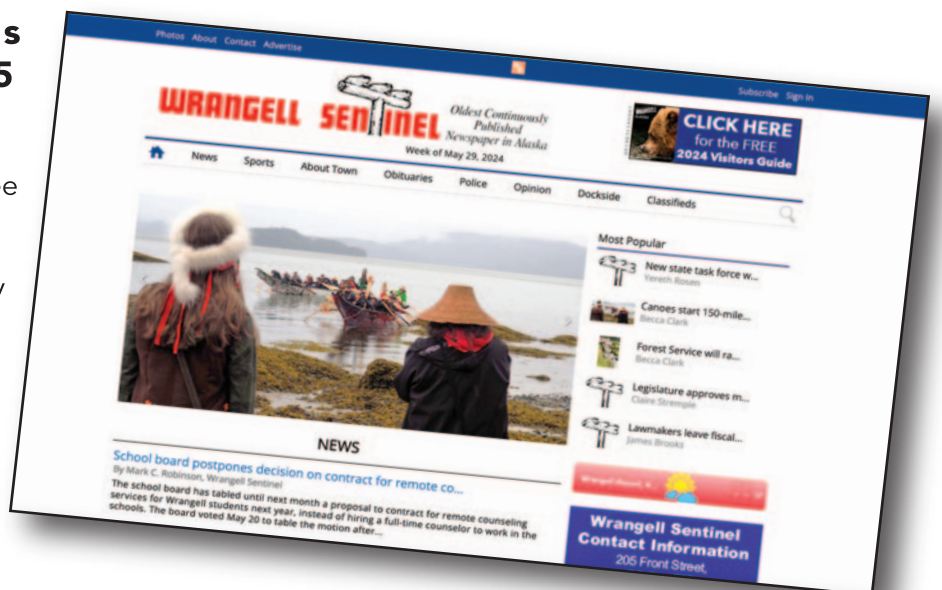 s
5
ee
y
Photos About Contact Advertise
Subscribe Sign In
WRANGELL SENTINEL
Oldest Continuously
Published
Newspaper in Alaska
Week of May 29, 2024
CLICK HERE
for the FREE
2024 Visitors Guide
News Sports About Town Obituaries Police Opinion Dockside Classifieds
Most Popular
New state task force w...
Yereth Rosen
Canoes start 150-mile...
Becca Clark
Forest Service will ra...
Becca Clark
Legislature approves m...
Claire Stremple
Lawmakers leave fiscal...
James Brooks
NEWS
School board postpones decision on contract for remote co...
By Mark C. Robinson, Wrangell Sentinel
The school board has tabled until next month a proposal to contract for remote counseling
services for Wrangell students next year, instead of hiring a full-time counselor to work in the
schools. The board voted May 20 to table the motion after...
Wrangell Sentinel
Contact Information
205 Front Street,